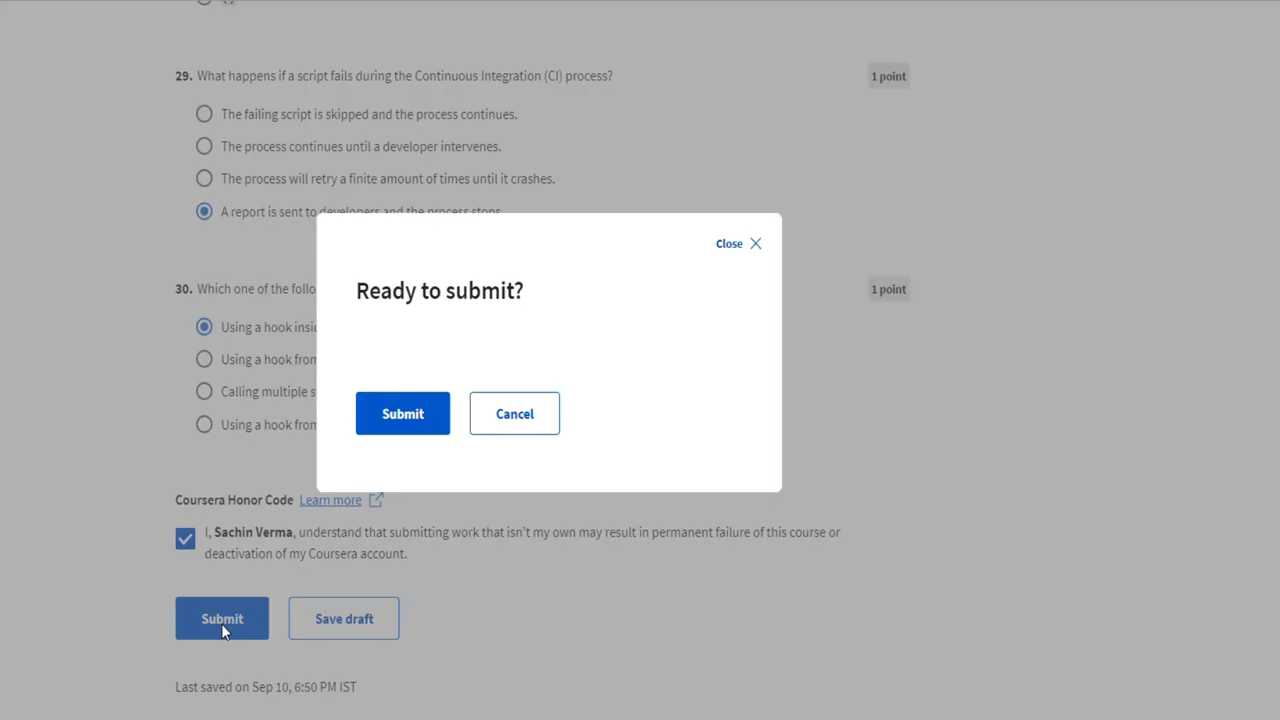 29. What happens if a script fails during the Continuous Integration (CI) process?
1 point
The failing script is skipped and the process continues.
The process continues until a developer intervenes.
The process will retry a finite amount of times until it crashes.
A report is sent to developers and the process stops.
Close
Ready to submit?
30. Which one of the follo
1 point
Using a hook insid
Using a hook from
Calling multiple s
Using a hook from
Submit
Cancel
Coursera Honor Code Learn more
I, Sachin Verma, understand that submitting work that isn't my own may result in permanent failure of this course or
deactivation of my Coursera account.
Submit
Save draft
Last saved on Sep 10, 6:50 PM IST